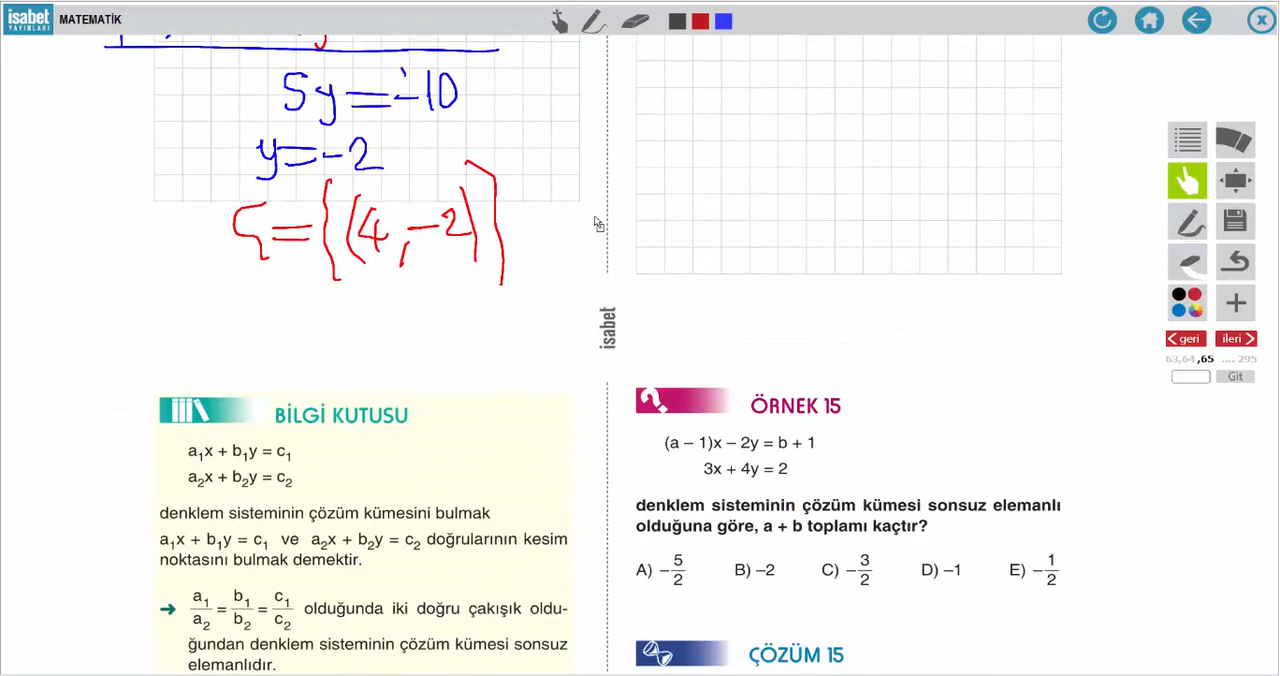 isabet
YAYINLARI
MATEMATİK
5y = -10
y = -2
Ç = {(4, -2)}
isabet
BİLGİ KUTUSU
a₁x + b₁y = c₁
a₂x + b₂y = c₂
denklem sisteminin çözüm kümesini bulmak
a₁x + b₁y = c₁ ve a₂x + b₂y = c₂ doğrularının kesim
noktasını bulmak demektir.
→ a₁/a₂ = b₁/b₂ = c₁/c₂ olduğunda iki doğru çakışık oldu-
ğundan denklem sisteminin çözüm kümesi sonsuz
elemanlıdır.
ÖRNEK 15
(a – 1)x – 2y = b + 1
3x + 4y = 2
denklem sisteminin çözüm kümesi sonsuz elemanlı
olduğuna göre, a + b toplamı kaçtır?
A) –5/2 B) –2 C) –3/2 D) –1 E) –1/2
ÇÖZÜM 15
geri ileri
63,64,65 .... 295
Git